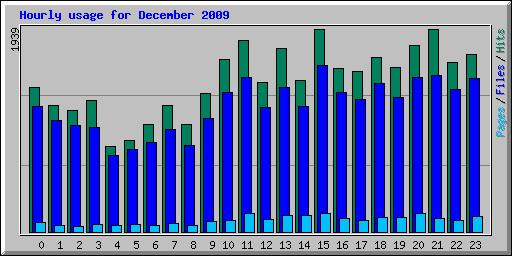 Hourly usage for December 2009
1939
Pages / Files / Hits
0 1 2 3 4 5 6 7 8 9 10 11 12 13 14 15 16 17 18 19 20 21 22 23